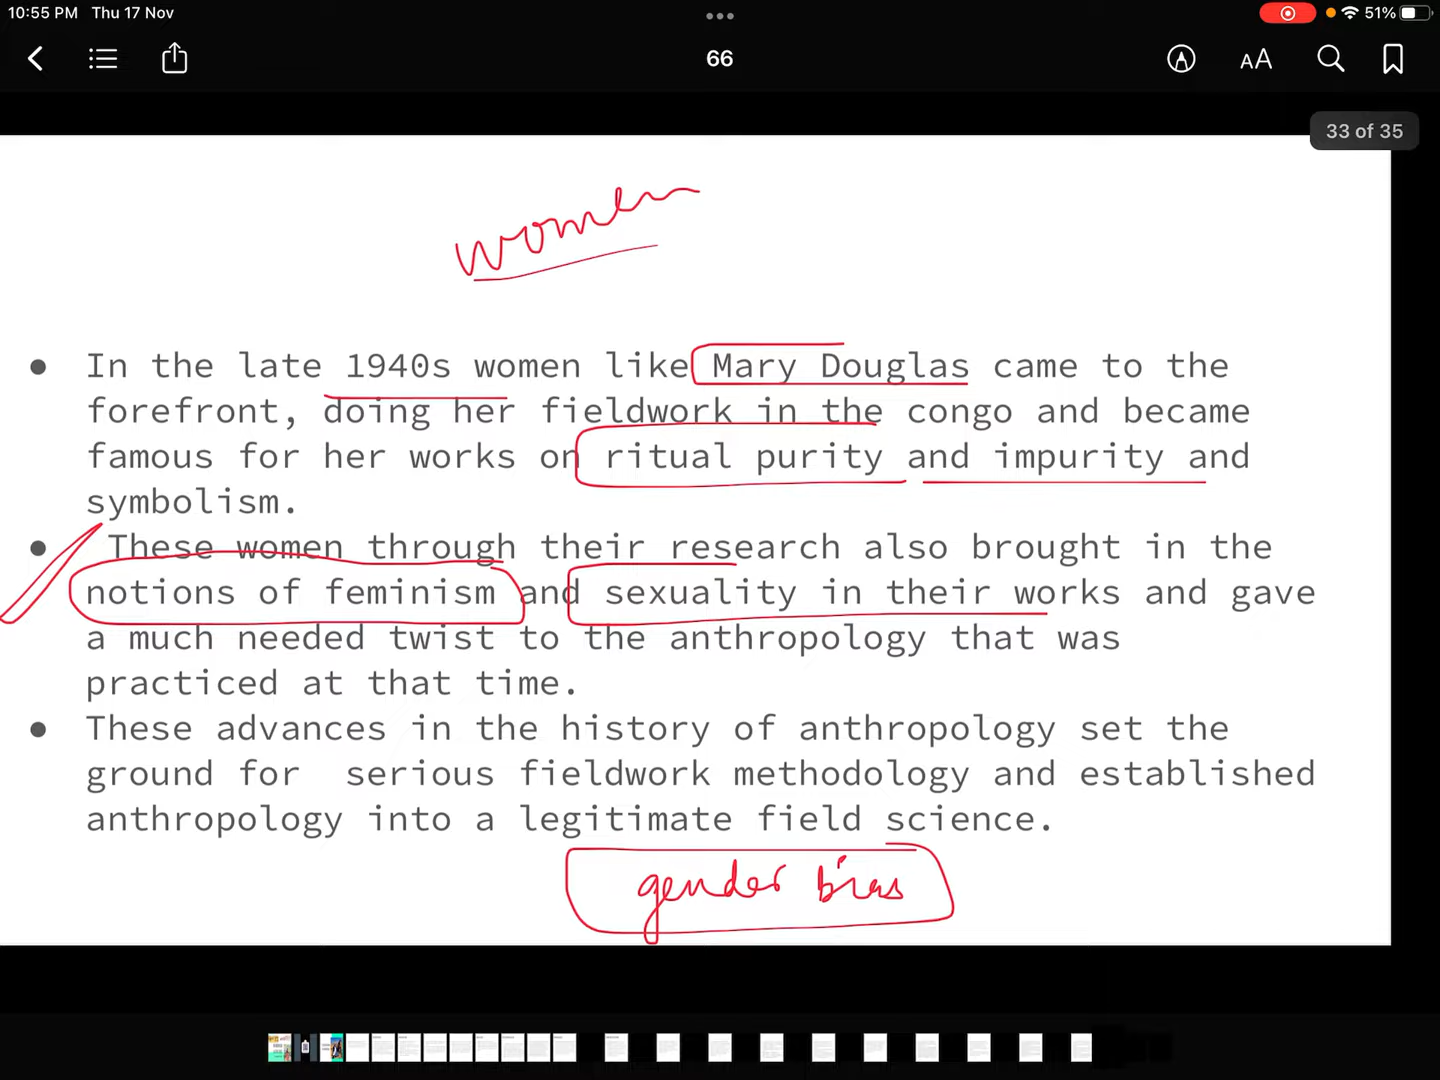 10:55 PM Thu 17 Nov
51%
66
AA
33 of 35
women
In the late 1940s women like Mary Douglas came to the
forefront, doing her fieldwork in the congo and became
famous for her works on ritual purity and impurity and
symbolism.
These women through their research also brought in the
notions of feminism and sexuality in their works and gave
a much needed twist to the anthropology that was
practiced at that time.
These advances in the history of anthropology set the
ground for serious fieldwork methodology and established
anthropology into a legitimate field science.
gender bias